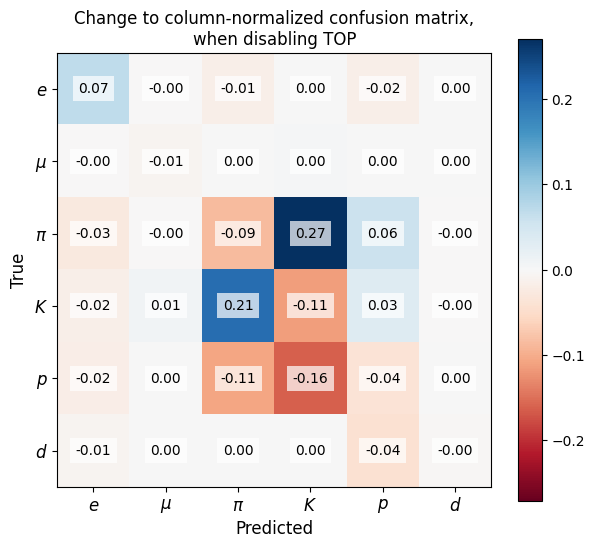 Change to column-normalized confusion matrix,
when disabling TOP
e 0.07 -0.00 -0.01 0.00 -0.02 0.00
μ -0.00 -0.01 0.00 0.00 0.00 0.00
π -0.03 -0.00 -0.09 0.27 0.06 -0.00
K -0.02 0.01 0.21 -0.11 0.03 -0.00
p -0.02 0.00 -0.11 -0.16 -0.04 0.00
d -0.01 0.00 0.00 0.00 -0.04 -0.00
e μ π K p d
Predicted
True
0.2
0.1
0.0
−0.1
−0.2